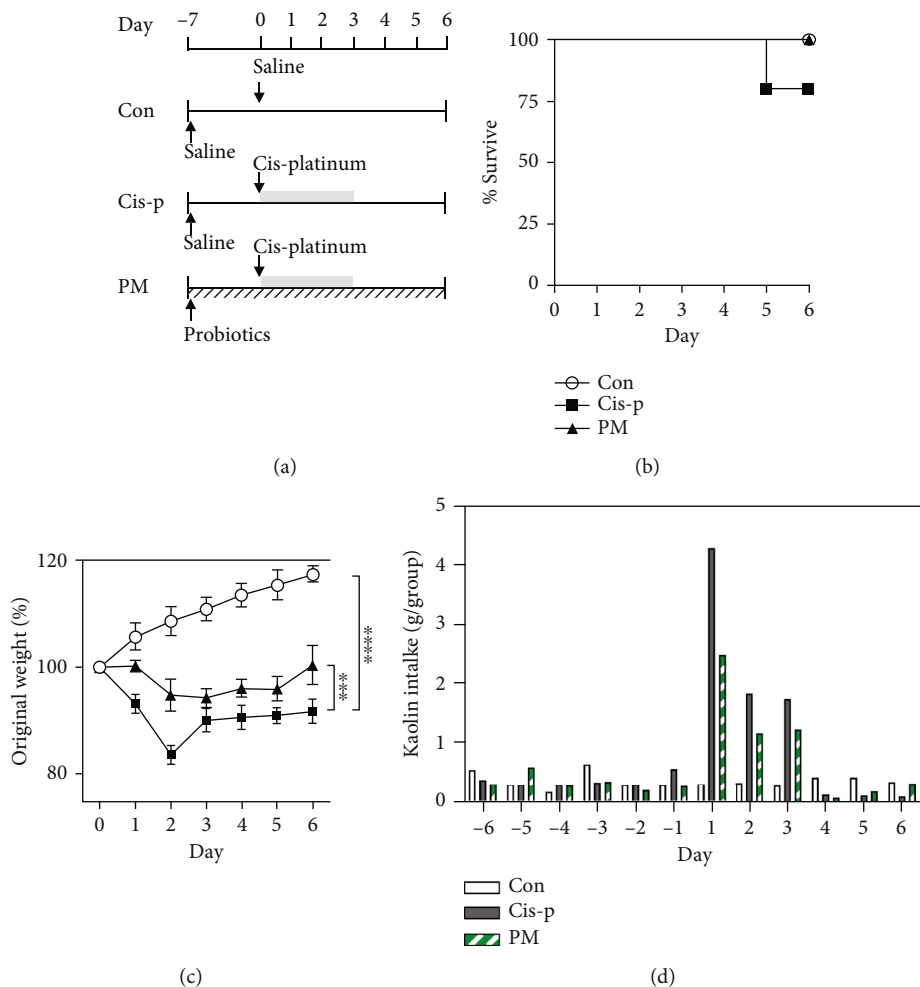 Day −7 0 1 2 3 4 5 6
Saline
Con
Saline
Cis-platinum
Cis-p
Saline
Cis-platinum
PM
Probiotics
(a)
100
75
50
25
0
% Survive
0 1 2 3 4 5 6
Day
Con
Cis-p
PM
(b)
120
100
80
Original weight (%)
****
***
0 1 2 3 4 5 6
Day
(c)
5
4
3
2
1
0
Kaolin intalke (g/group)
−6 −5 −4 −3 −2 −1 1 2 3 4 5 6
Day
Con
Cis-p
PM
(d)